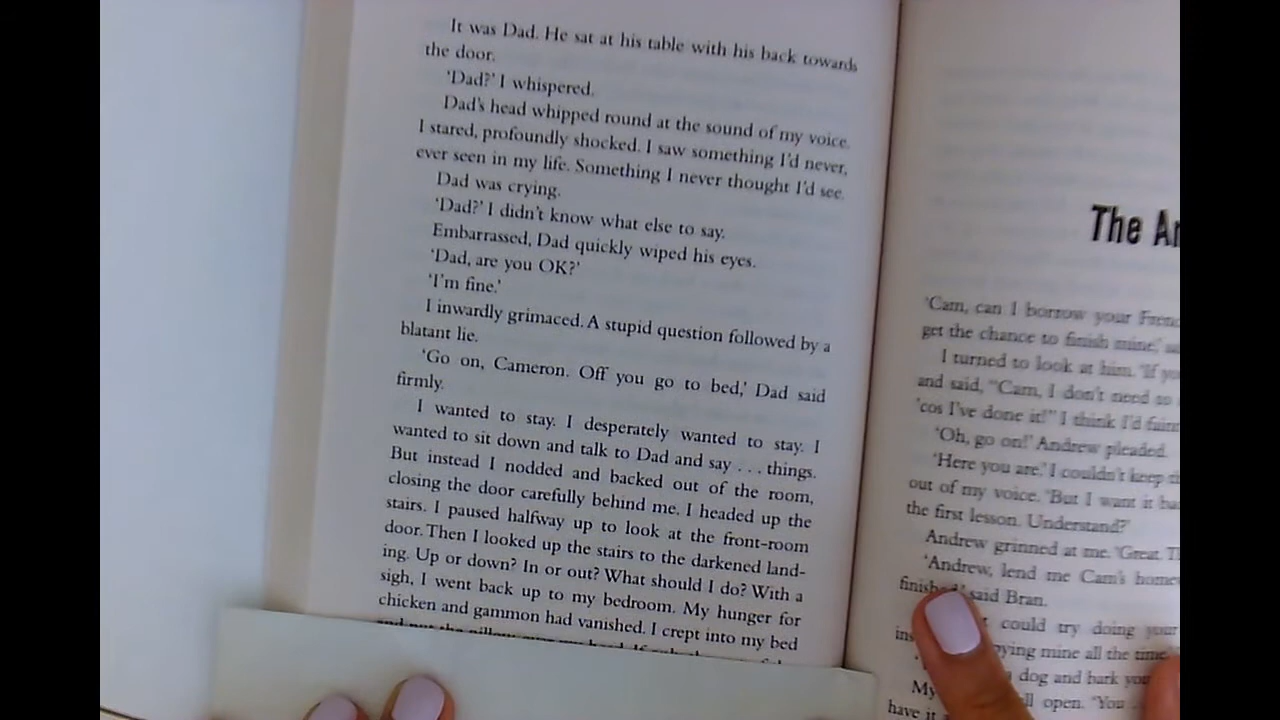 It was Dad. He sat at his table with his back towards
the door.
'Dad?' I whispered.
Dad's head whipped round at the sound of my voice.
I stared, profoundly shocked. I saw something I'd never,
ever seen in my life. Something I never thought I'd see.
Dad was crying.
'Dad?' I didn't know what else to say.
Embarrassed, Dad quickly wiped his eyes.
'Dad, are you OK?'
'I'm fine.'
I inwardly grimaced. A stupid question followed by a
blatant lie.
'Go on, Cameron. Off you go to bed,' Dad said
firmly.
I wanted to stay. I desperately wanted to stay. I
wanted to sit down and talk to Dad and say . . . things.
But instead I nodded and backed out of the room,
closing the door carefully behind me. I headed up the
stairs. I paused halfway up to look at the front-room
door. Then I looked up the stairs to the darkened land-
ing. Up or down? In or out? What should I do? With a
sigh, I went back up to my bedroom. My hunger for
chicken and gammon had vanished. I crept into my bed
The
'Cam, can I borrow your
get the chance to finish mine,'
I turned to look at him. 'If
and said, "Cam, I don't need to
'cos I've done it!" I think I'd
'Oh, go on!' Andrew pleaded.
'Here you are.' I couldn't keep
out of my voice. 'But I want it
the first lesson. Understand?'
Andrew grinned at me. 'Great.
'Andrew, lend me Cam's
said Bran.
could try doing your
mine all the time.
dog and bark
My open. 'You
have it